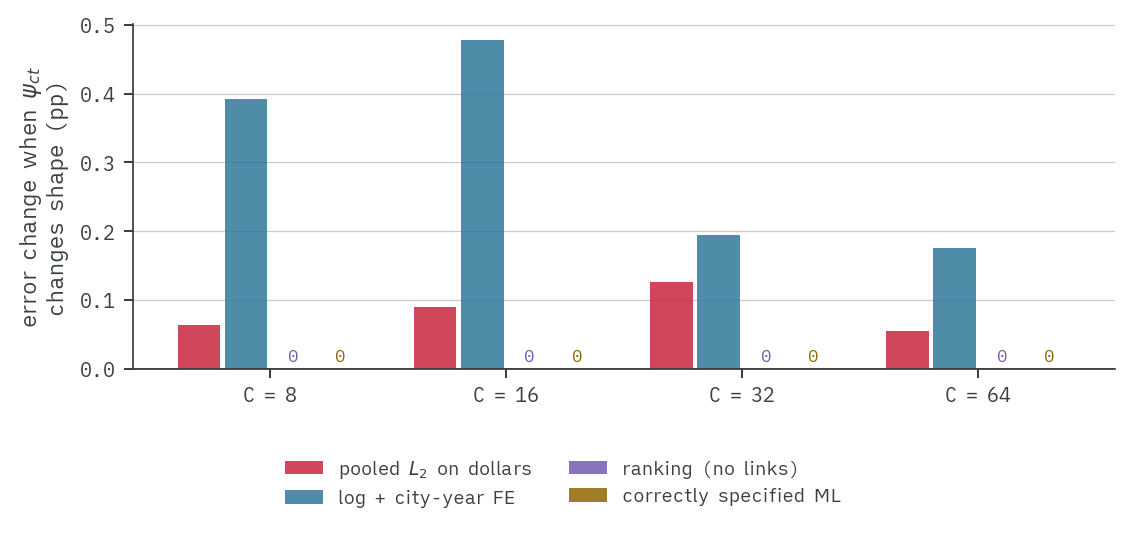 error change when ψct
changes shape (pp)
0.5
0.4
0.3
0.2
0.1
0.0
0 0 0 0 0 0 0 0
C = 8 C = 16 C = 32 C = 64
pooled L2 on dollars
log + city-year FE
ranking (no links)
correctly specified ML